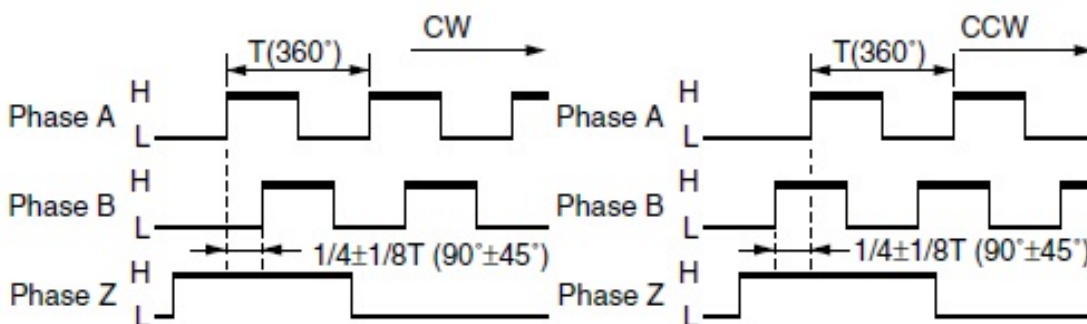 CW
T(360°)
H
Phase A
L
H
Phase B
L
1/4±1/8T (90°±45°)
H
Phase Z
L
CCW
T(360°)
H
Phase A
L
H
Phase B
L
1/4±1/8T (90°±45°)
H
Phase Z
L